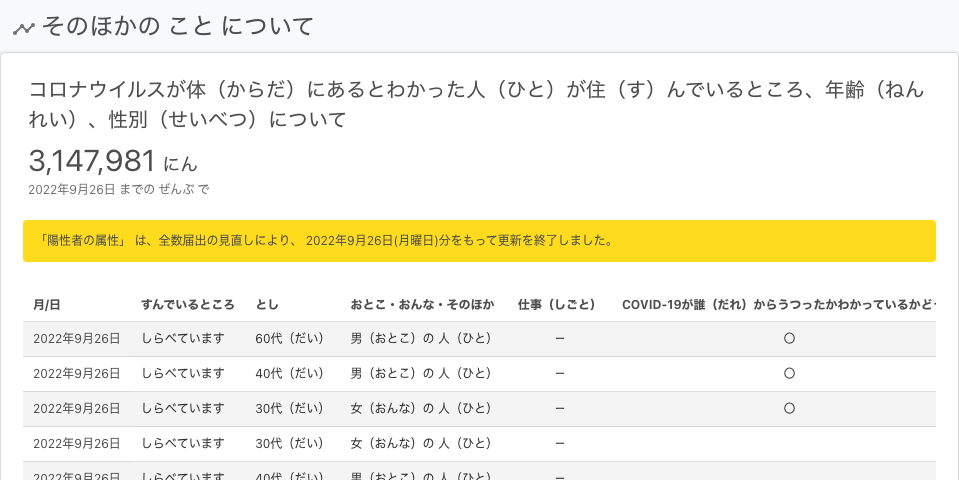 そのほかの こと について
コロナウイルスが体（からだ）にあるとわかった人（ひと）が住（す）んでいるところ、年齢（ねん
れい）、性別（せいべつ）について
3,147,981 にん
2022年9月26日 までの ぜんぶ で
「陽性者の属性」 は、全数届出の見直しにより、 2022年9月26日(月曜日)分をもって更新を終了しました。
月/日 すんでいるところ とし おとこ・おんな・そのほか 仕事（しごと） COVID-19が誰（だれ）からうつったかわかっているかど
2022年9月26日 しらべています 60代（だい） 男（おとこ）の 人（ひと） − 〇
2022年9月26日 しらべています 40代（だい） 男（おとこ）の 人（ひと） − 〇
2022年9月26日 しらべています 30代（だい） 女（おんな）の 人（ひと） − 〇
2022年9月26日 しらべています 30代（だい） 女（おんな）の 人（ひと） −
2022年9月26日 しらべています 40代（だい） 男（おとこ）の 人（ひと） −